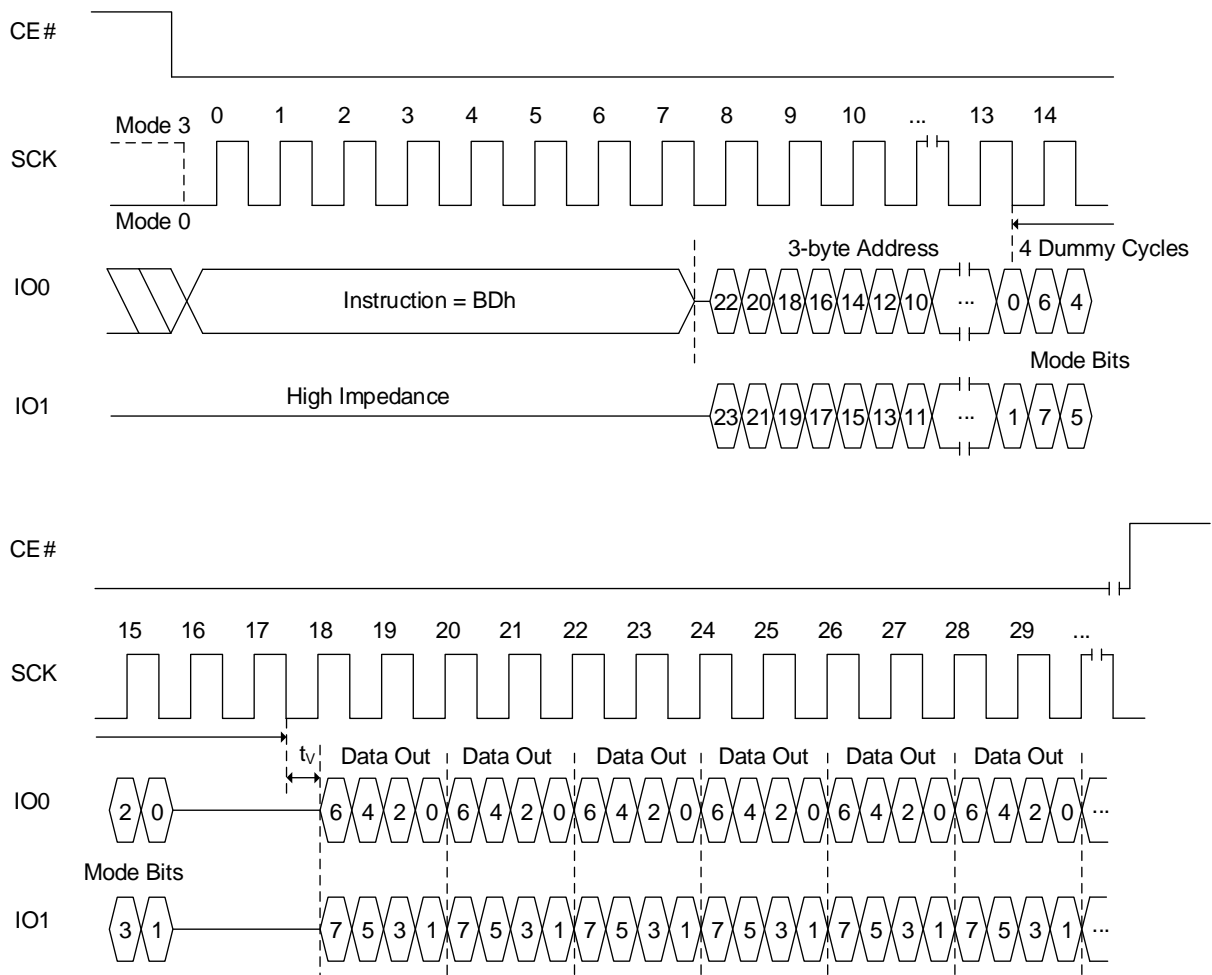 CE#
Mode 3
0 1 2 3 4 5 6 7 8 9 10 ... 13 14
SCK
Mode 0
3-byte Address 4 Dummy Cycles
IO0 Instruction = BDh 22 20 18 16 14 12 10 ... 0 6 4
Mode Bits
IO1 High Impedance 23 21 19 17 15 13 11 ... 1 7 5
CE#
15 16 17 18 19 20 21 22 23 24 25 26 27 28 29 ...
SCK
tV Data Out Data Out Data Out Data Out Data Out Data Out
IO0 2 0 6 4 2 0 6 4 2 0 6 4 2 0 6 4 2 0 6 4 2 0 6 4 2 0 ...
Mode Bits
IO1 3 1 7 5 3 1 7 5 3 1 7 5 3 1 7 5 3 1 7 5 3 1 7 5 3 1 ...